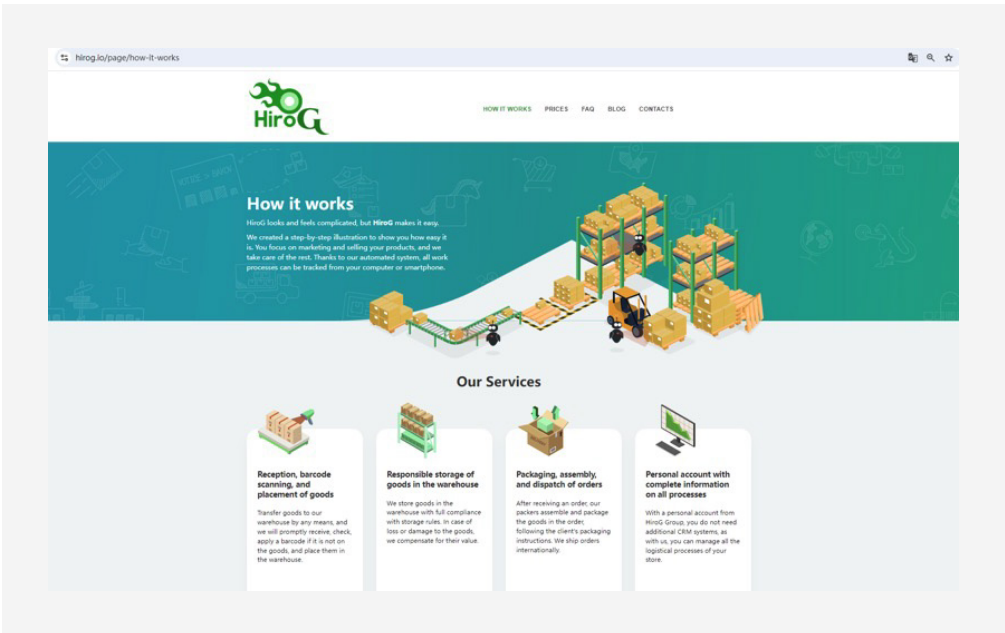 hirog.io/page/how-it-works
HiroG
HOW IT WORKS PRICES FAQ BLOG CONTACTS
How it works
HiroG looks and feels complicated, but HiroG makes it easy.
We created a step-by-step illustration to show you how easy it
is. You focus on marketing and selling your products, and we
take care of the rest. Thanks to our automated system, all work
processes can be tracked from your computer or smartphone.
Our Services
Reception, barcode
scanning, and
placement of goods
Transfer goods to our
warehouse by any means, and
we will promptly receive, check,
apply a barcode if it is not on
the goods, and place them in
the warehouse.
Responsible storage of
goods in the warehouse
We store goods in the
warehouse with full compliance
with storage rules. In case of
loss or damage to the goods,
we compensate for their value.
Packaging, assembly,
and dispatch of orders
After receiving an order, our
packers assemble and package
the goods in the order,
following the client's packaging
instructions. We ship orders
internationally.
Personal account with
complete information
on all processes
With a personal account from
HiroG Group, you do not need
additional CRM systems, as
with us, you can manage all the
logistical processes of your
store.